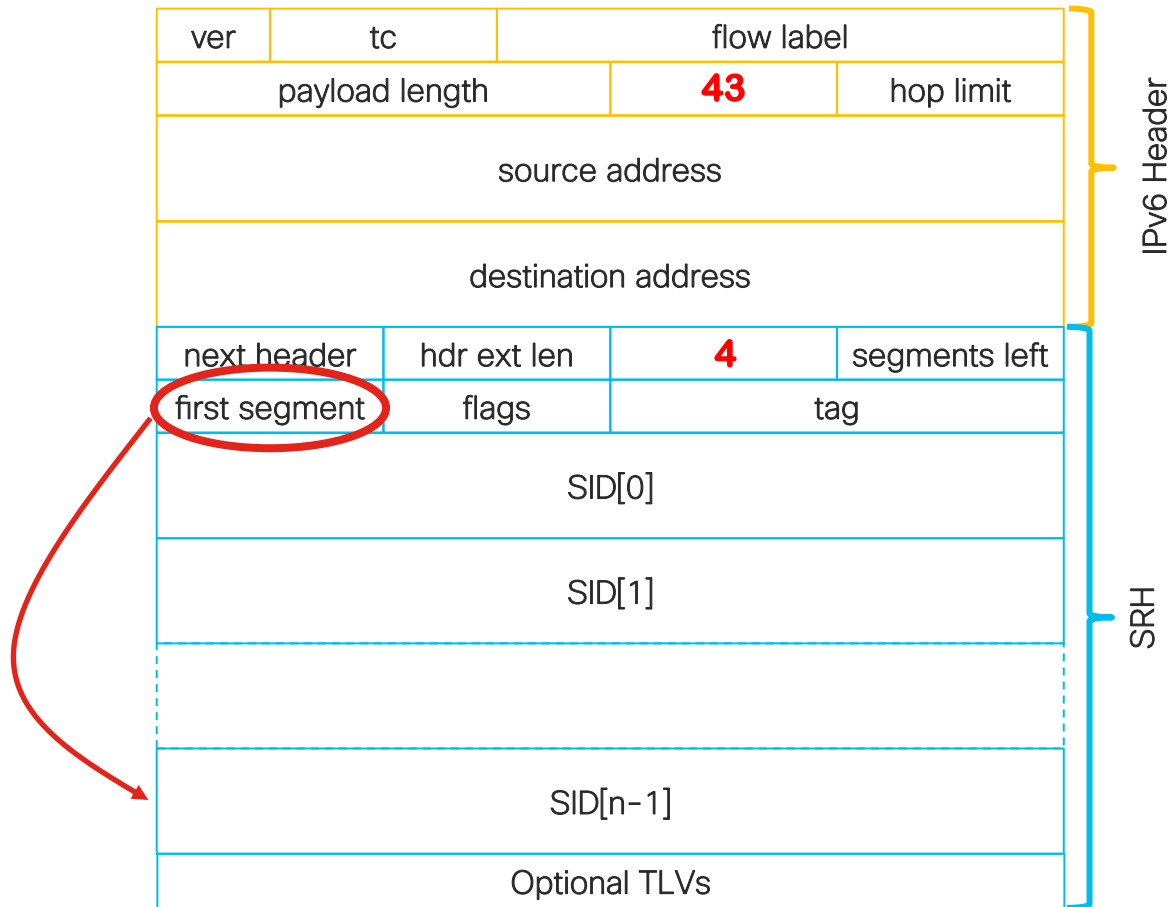 ver tc flow label
payload length 43 hop limit
source address
destination address
IPv6 Header
next header hdr ext len 4 segments left
first segment flags tag
SID[0]
SID[1]
SRH
SID[n-1]
Optional TLVs